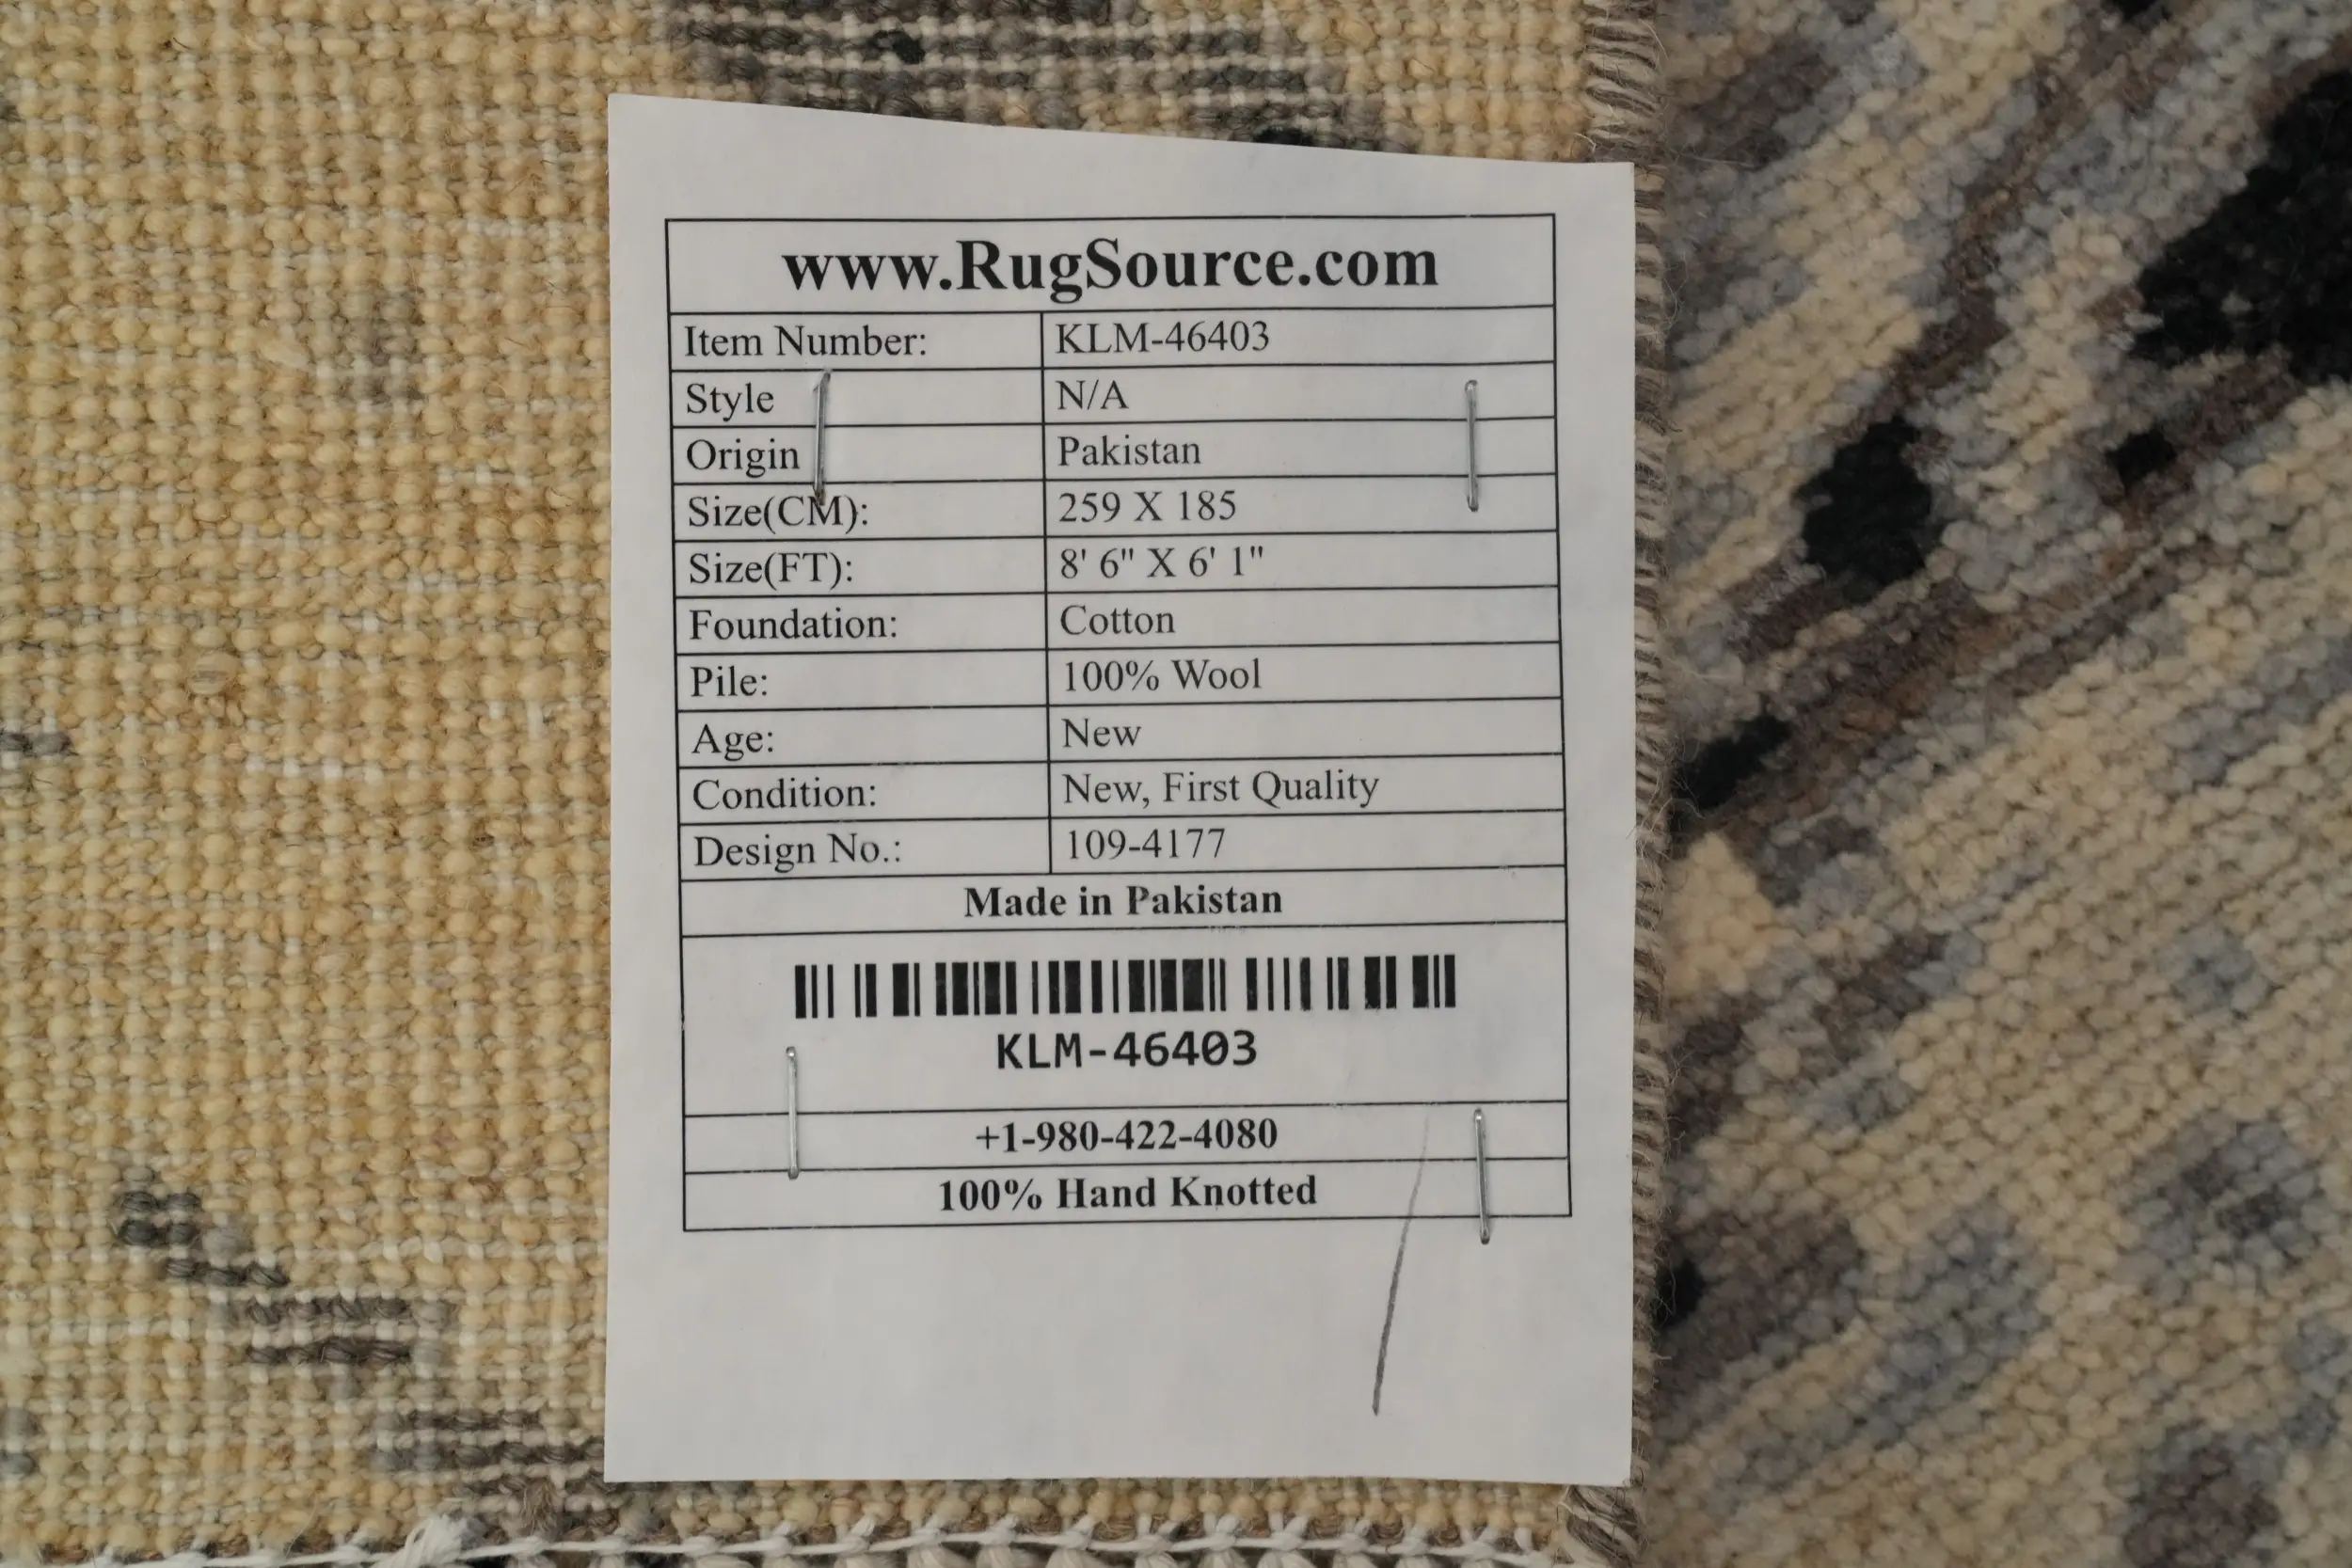 www.RugSource.com
Item Number: KLM-46403
Style N/A
Origin Pakistan
Size(CM): 259 X 185
Size(FT): 8' 6" X 6' 1"
Foundation: Cotton
Pile: 100% Wool
Age: New
Condition: New, First Quality
Design No.: 109-4177
Made in Pakistan
KLM-46403
+1-980-422-4080
100% Hand Knotted